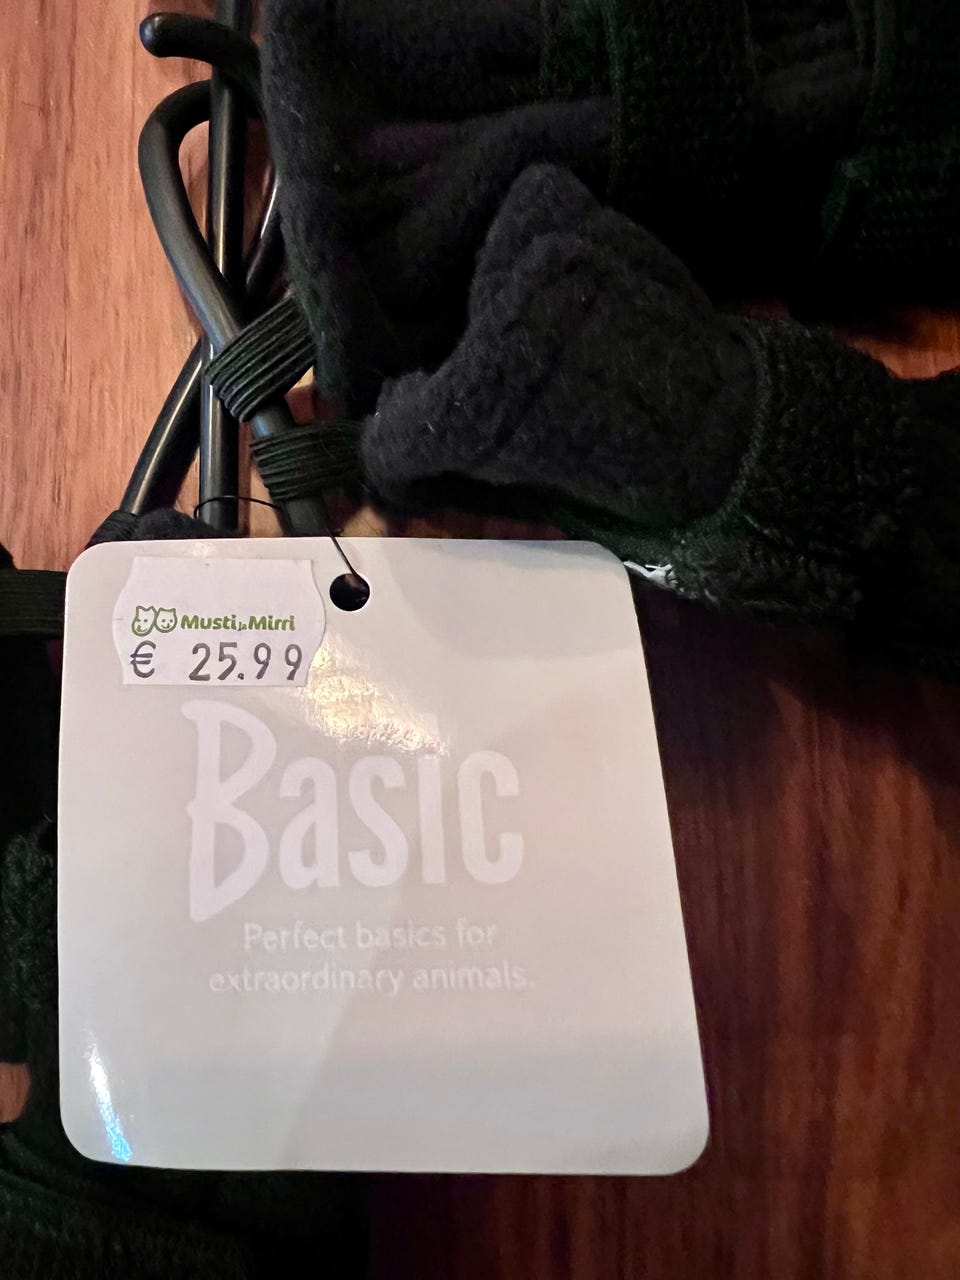 Musti ja Mirri
€ 25.99
Basic
Perfect basics for
extraordinary animals.